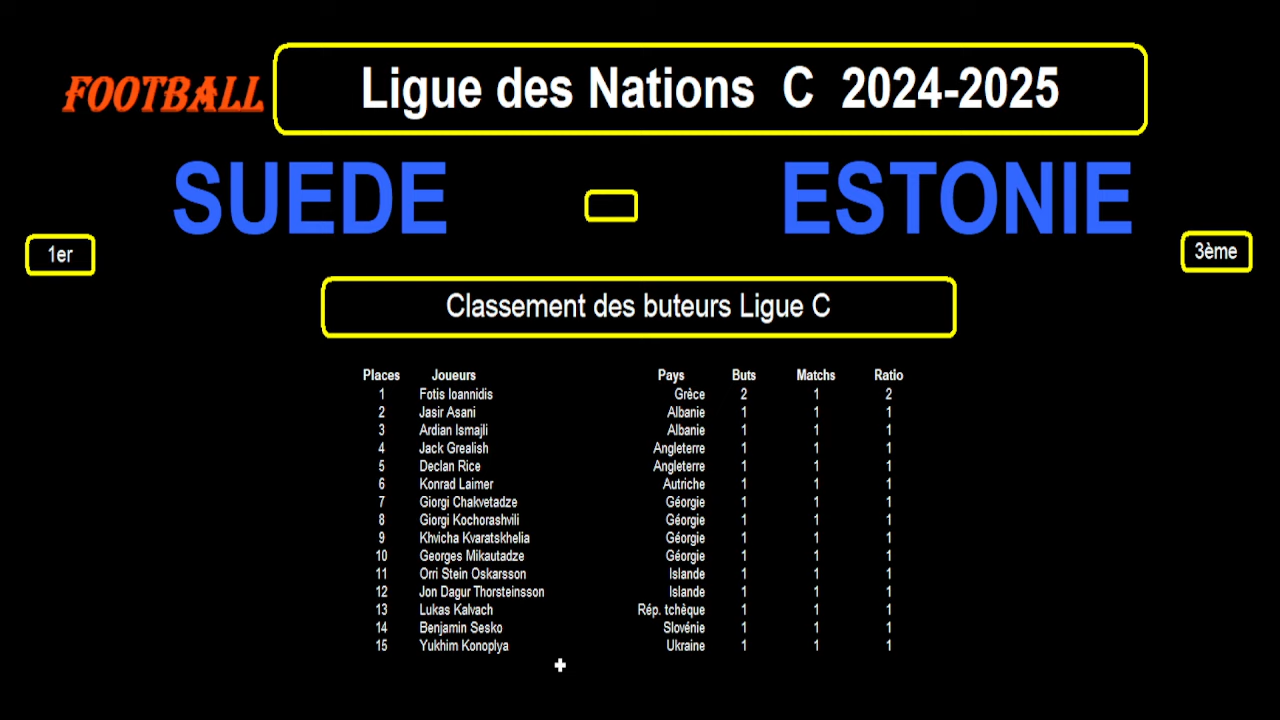 FOOTBALL
Ligue des Nations C 2024-2025
SUEDE ESTONIE
1er 3ème
Classement des buteurs Ligue C
Places Joueurs Pays Buts Matchs Ratio
1 Fotis Ioannidis Grèce 2 1 2
2 Jasir Asani Albanie 1 1 1
3 Ardian Ismajli Albanie 1 1 1
4 Jack Grealish Angleterre 1 1 1
5 Declan Rice Angleterre 1 1 1
6 Konrad Laimer Autriche 1 1 1
7 Giorgi Chakvetadze Géorgie 1 1 1
8 Giorgi Kochorashvili Géorgie 1 1 1
9 Khvicha Kvaratskhelia Géorgie 1 1 1
10 Georges Mikautadze Géorgie 1 1 1
11 Orri Stein Oskarsson Islande 1 1 1
12 Jon Dagur Thorsteinsson Islande 1 1 1
13 Lukas Kalvach Rép. tchèque 1 1 1
14 Benjamin Sesko Slovénie 1 1 1
15 Yukhim Konoplya Ukraine 1 1 1